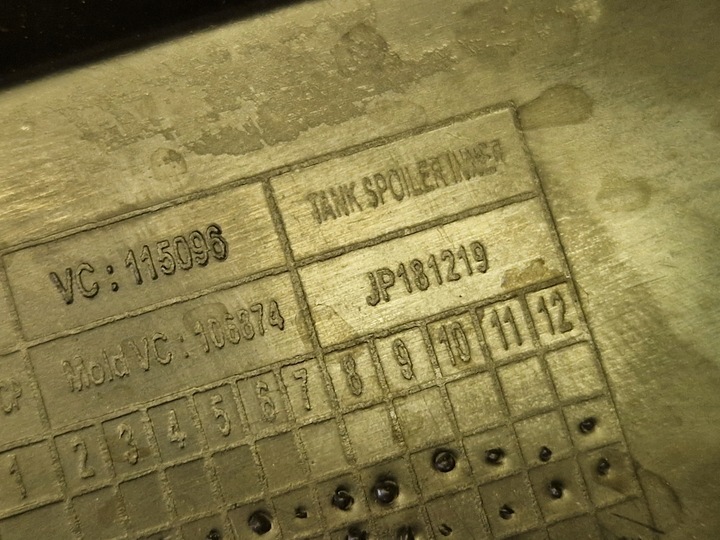 VC : 115096 TANK SPOILER INNER
Mold VC : 106874 JP181219
1 2 3 4 5 6 7 8 9 10 11 12